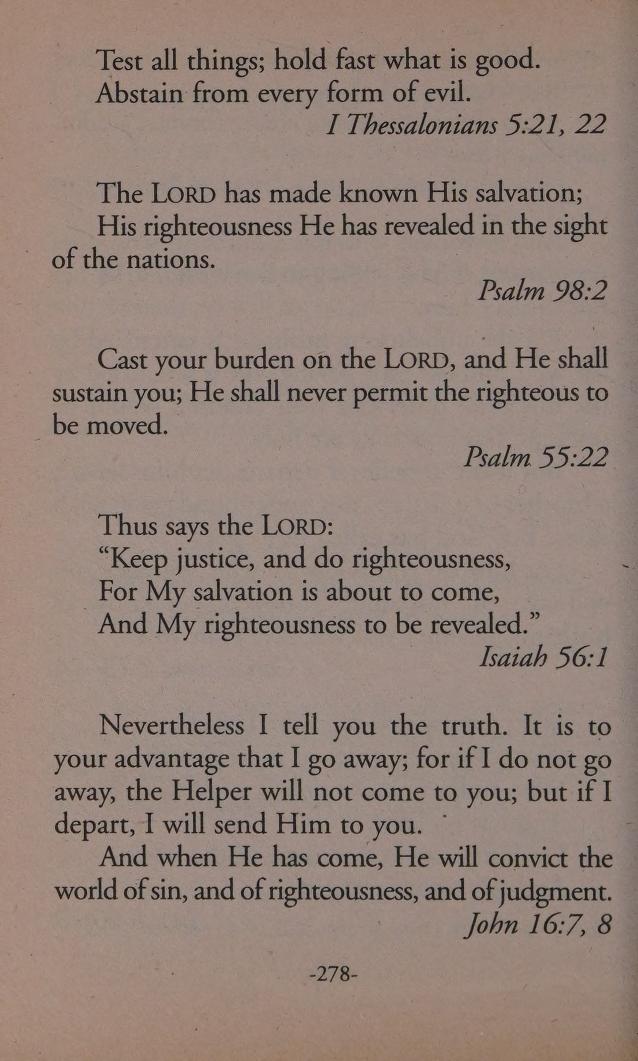 Test all things; hold fast what is good.
Abstain from every form of evil.
I Thessalonians 5:21, 22
The LORD has made known His salvation;
His righteousness He has revealed in the sight
of the nations.
Psalm 98:2
Cast your burden on the LORD, and He shall
sustain you; He shall never permit the righteous to
be moved.
Psalm 55:22
Thus says the LORD:
“Keep justice, and do righteousness,
For My salvation is about to come,
And My righteousness to be revealed.”
Isaiah 56:1
Nevertheless I tell you the truth. It is to
your advantage that I go away; for if I do not go
away, the Helper will not come to you; but if I
depart, I will send Him to you.
And when He has come, He will convict the
world of sin, and of righteousness, and of judgment.
John 16:7, 8
-278-